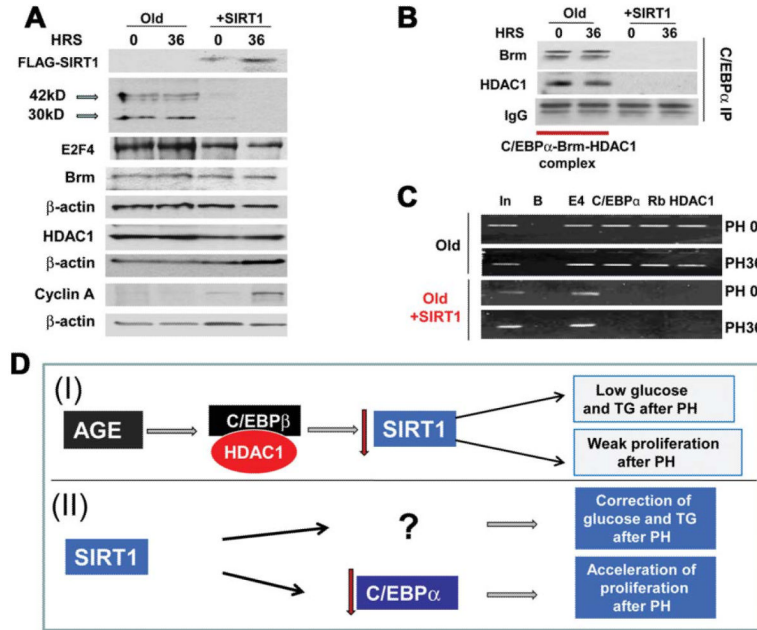 A
Old +SIRT1
HRS 0 36 0 36
FLAG-SIRT1
42kD
30kD
E2F4
Brm
β-actin
HDAC1
β-actin
Cyclin A
β-actin
B
Old +SIRT1
HRS 0 36 0 36
Brm
HDAC1
IgG
C/EBPα IP
C/EBPα-Brm-HDAC1
complex
C
In B E4 C/EBPα Rb HDAC1
Old
PH 0
PH36
Old
+SIRT1
PH 0
PH36
D
(I)
AGE
C/EBPβ
HDAC1
SIRT1
Low glucose
and TG after PH
Weak proliferation
after PH
(II)
SIRT1
?
Correction of
glucose and TG
after PH
C/EBPα
Acceleration of
proliferation
after PH